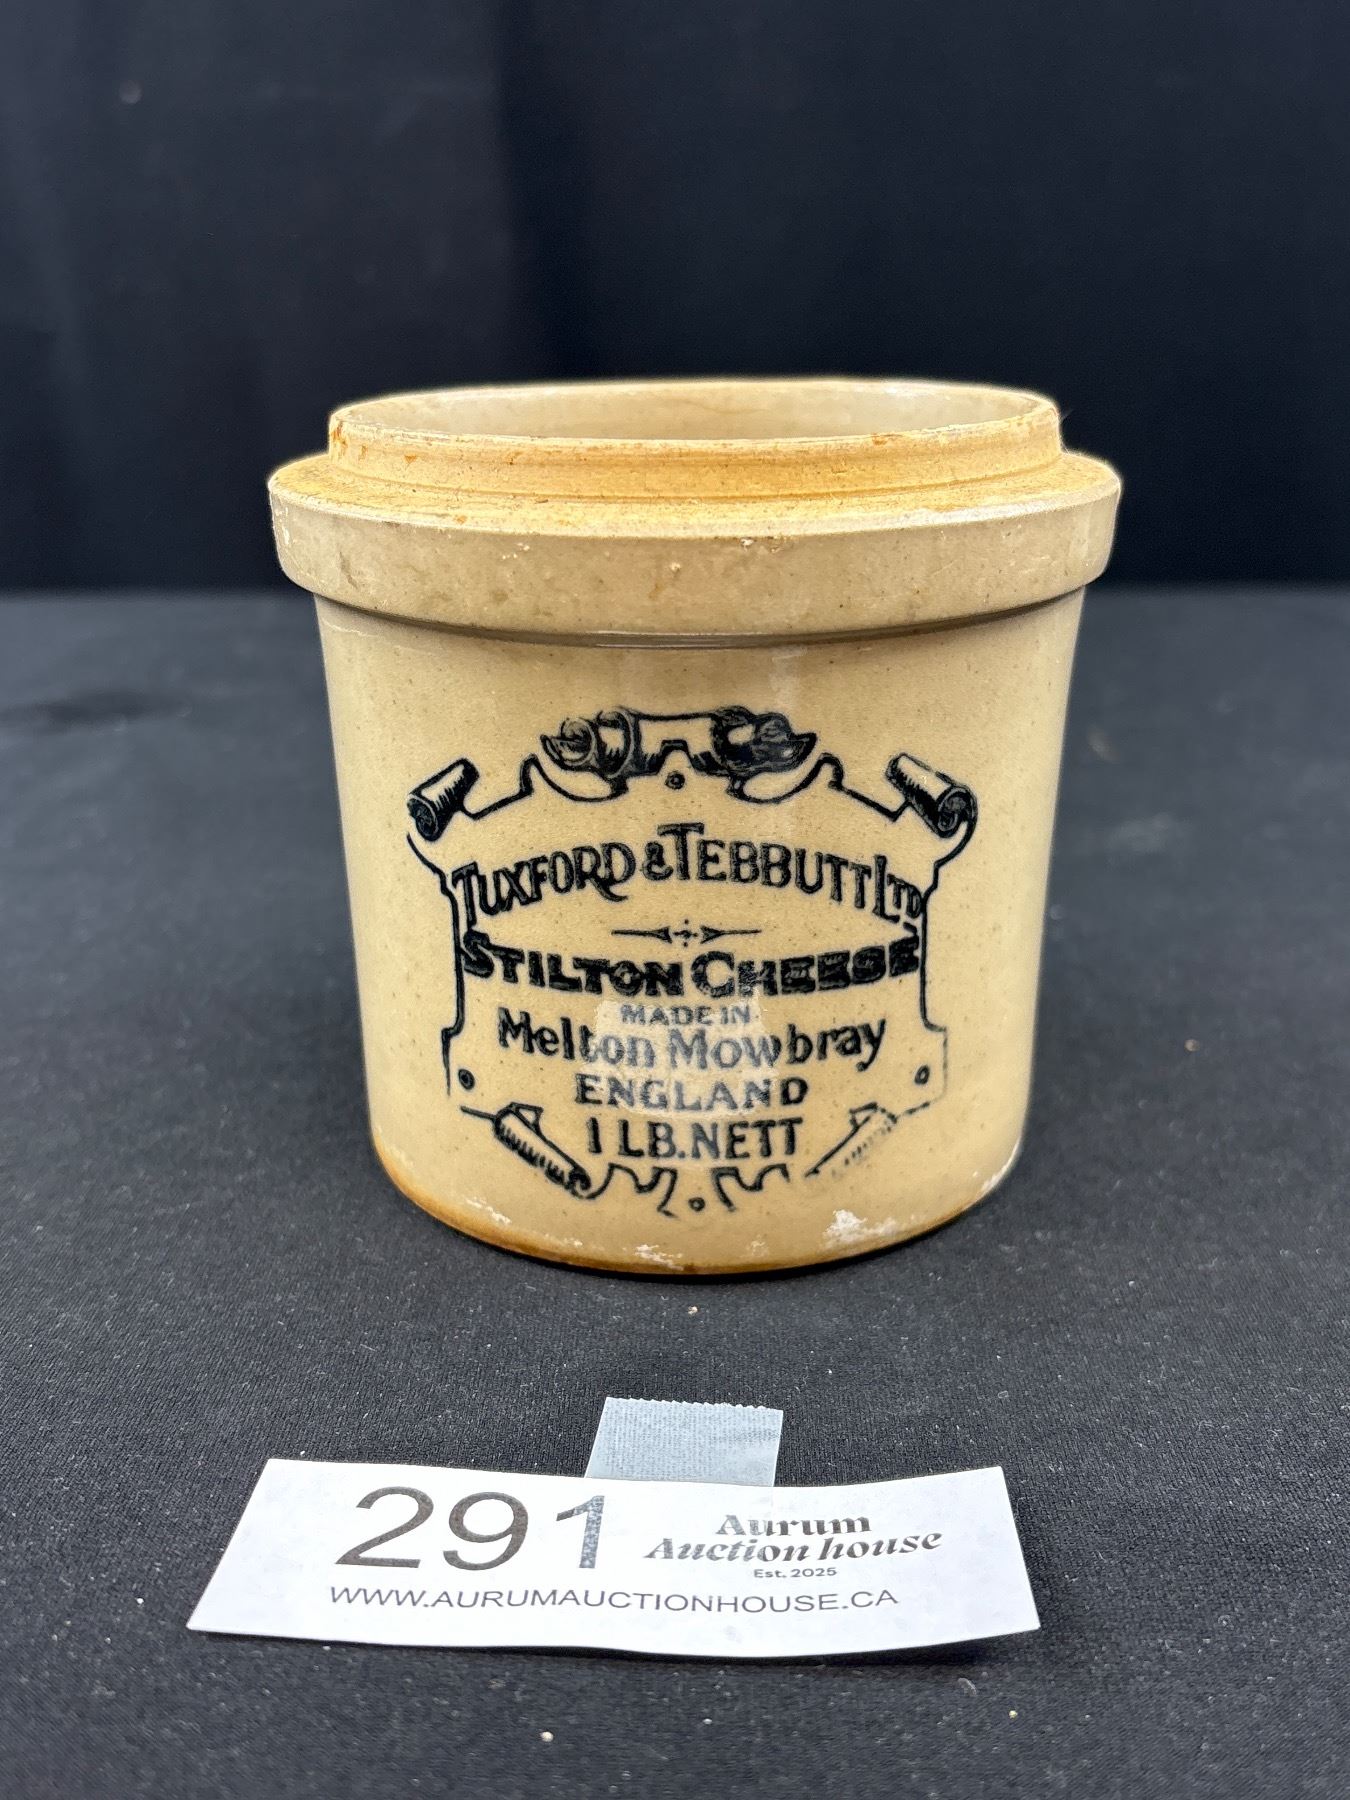 TUXFORD & TEBBUTT LTD
STILTON CHEESE
MADE IN
Melton Mowbray
ENGLAND
1 LB. NETT
291
Aurum
Auction house
Est. 2025
WWW.AURUMAUCTIONHOUSE.CA